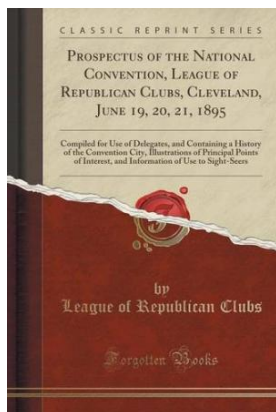 CLASSIC REPRINT SERIES
PROSPECTUS OF THE NATIONAL
CONVENTION, LEAGUE OF
REPUBLICAN CLUBS, CLEVELAND,
JUNE 19, 20, 21, 1895
Compiled for Use of Delegates, and Containing a History
of the Convention City, Illustrations of Principal Points
of Interest, and Information of Use to Sight-Seers
by
League of Republican Clubs
Forgotten Books